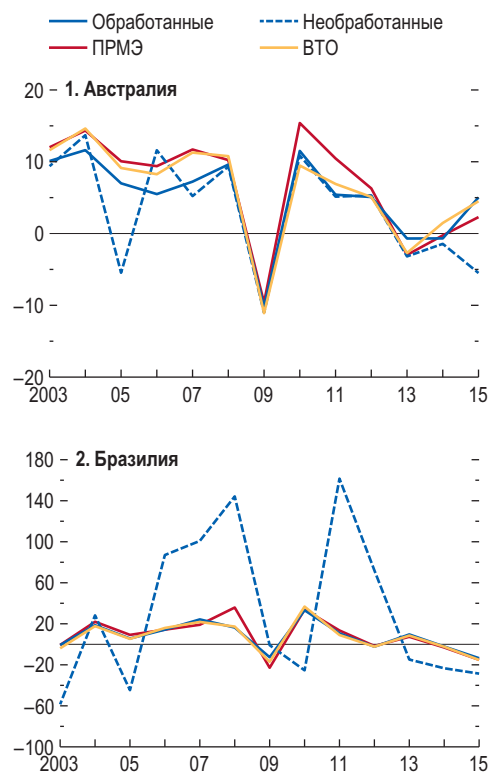 Обработанные
Необработанные
ПРМЭ
ВТО
1. Австралия
20
10
0
–10
–20
2003 05 07 09 11 13 15
2. Бразилия
180
140
100
60
20
–20
–60
–100
2003 05 07 09 11 13 15